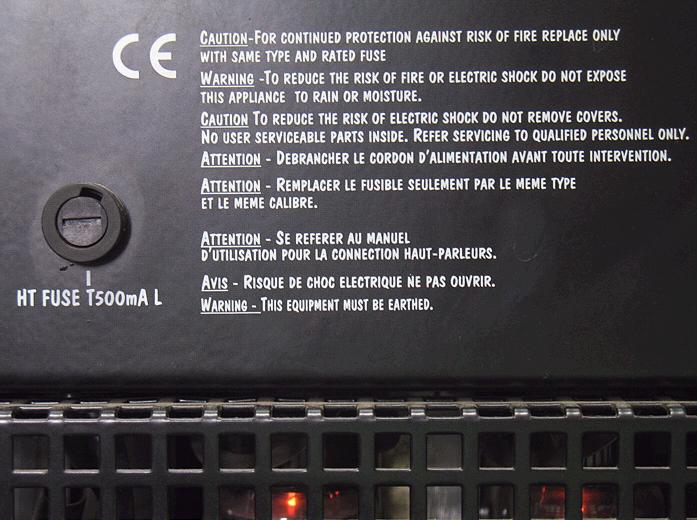 CE
CAUTION-FOR CONTINUED PROTECTION AGAINST RISK OF FIRE REPLACE ONLY
WITH SAME TYPE AND RATED FUSE
WARNING -TO REDUCE THE RISK OF FIRE OR ELECTRIC SHOCK DO NOT EXPOSE
THIS APPLIANCE TO RAIN OR MOISTURE.
CAUTION TO REDUCE THE RISK OF ELECTRIC SHOCK DO NOT REMOVE COVERS.
NO USER SERVICEABLE PARTS INSIDE. REFER SERVICING TO QUALIFIED PERSONNEL ONLY.
ATTENTION - DEBRANCHER LE CORDON D'ALIMENTATION AVANT TOUTE INTERVENTION.
ATTENTION - REMPLACER LE FUSIBLE SEULEMENT PAR LE MEME TYPE
ET LE MEME CALIBRE.
ATTENTION - SE REFERER AU MANUEL
D'UTILISATION POUR LA CONNECTION HAUT-PARLEURS.
AVIS - RISQUE DE CHOC ELECTRIQUE NE PAS OUVRIR.
WARNING - THIS EQUIPMENT MUST BE EARTHED.
HT FUSE T500mA L